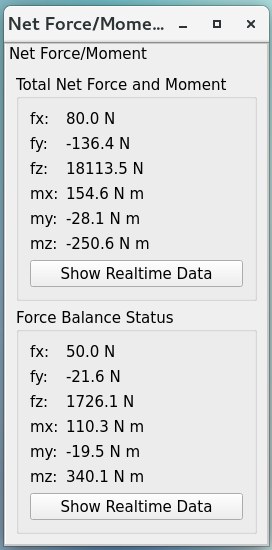 Net Force/Mome...
Net Force/Moment
Total Net Force and Moment
fx: 80.0 N
fy: -136.4 N
fz: 18113.5 N
mx: 154.6 N m
my: -28.1 N m
mz: -250.6 N m
Show Realtime Data
Force Balance Status
fx: 50.0 N
fy: -21.6 N
fz: 1726.1 N
mx: 110.3 N m
my: -19.5 N m
mz: 340.1 N m
Show Realtime Data